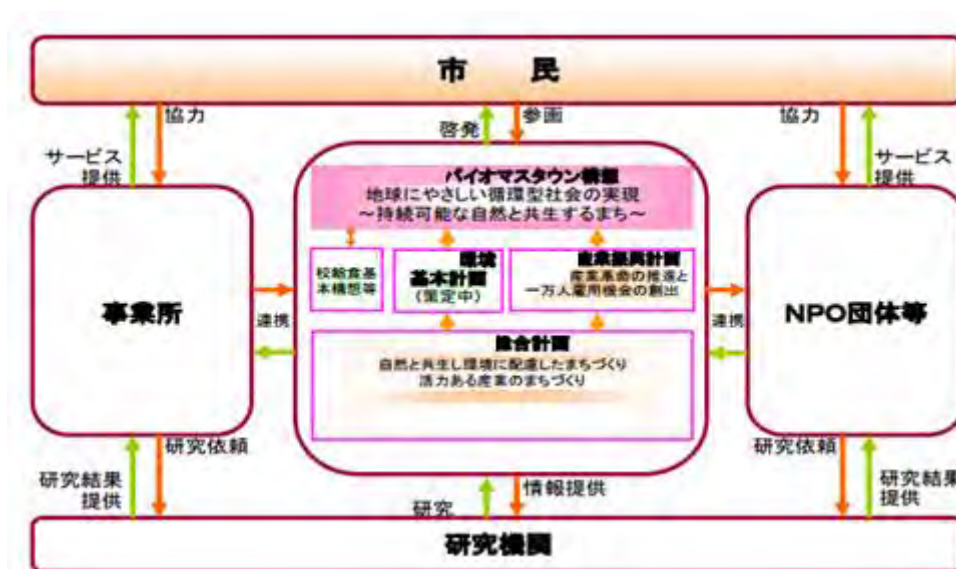 市　民
協力
啓発
参画
協力
サービス
提供
サービス
提供
バイオマスタウン構想
地球にやさしい循環型社会の実現
～持続可能な自然と共生するまち～
校給食基
本構想等
環境
基本計画
(策定中)
産業振興計画
産業革命の推進と
一万人雇用機会の創出
事業所
連携
連携
NPO団体等
総合計画
自然と共生し環境に配慮したまちづくり
活力ある産業のまちづくり
研究依頼
研究依頼
研究結果
提供
研究
情報提供
研究結果
提供
研究機関